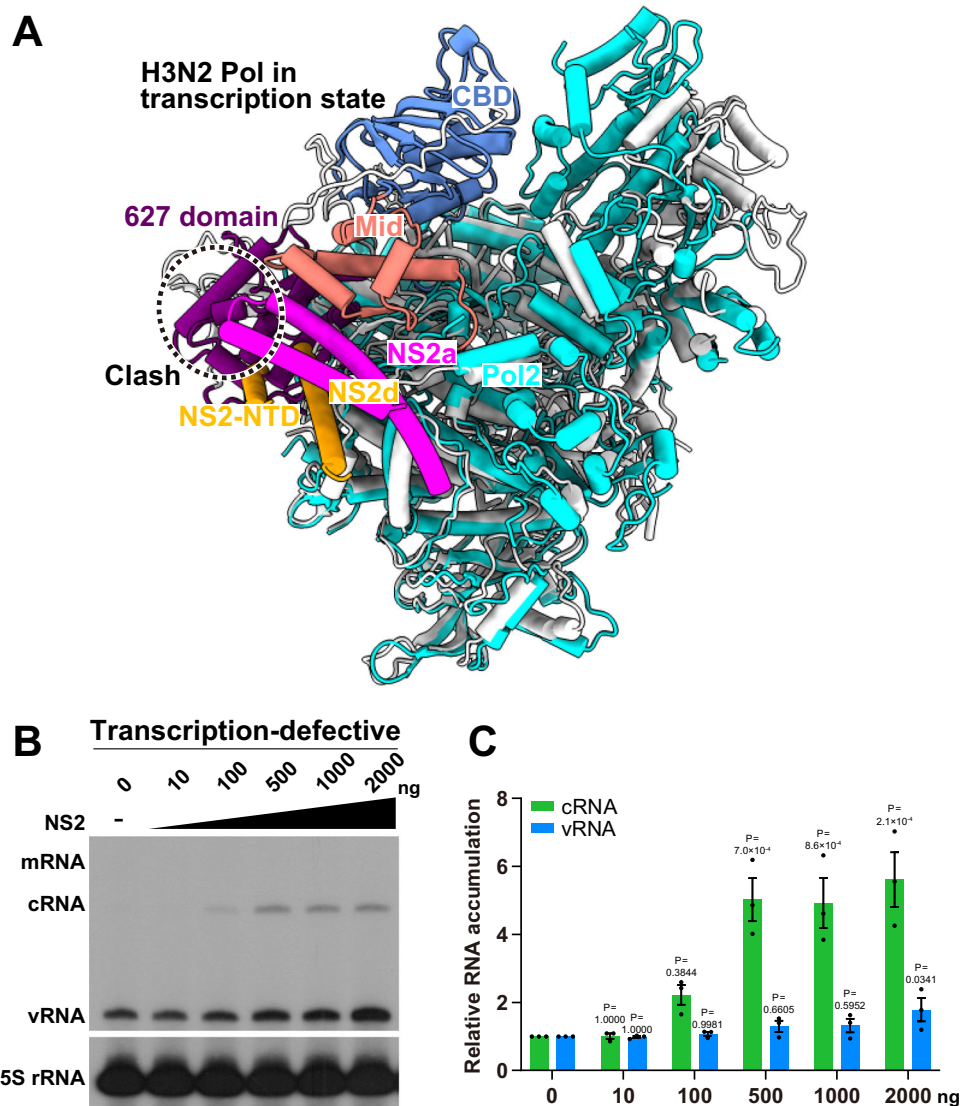 A
H3N2 Pol in
transcription state
CBD
627 domain
Mid
NS2a
Clash
Pol2
NS2d
NS2-NTD
B
Transcription-defective
0 10 100 500 1000 2000 ng
NS2 -
mRNA
cRNA
vRNA
5S rRNA
C
Relative RNA accumulation
8
6
4
2
0
cRNA
vRNA
P=
1.0000
P=
1.0000
P=
0.3844
P=
0.9981
P=
7.0×10⁻⁴
P=
0.6605
P=
8.6×10⁻⁴
P=
0.5952
P=
2.1×10⁻⁴
P=
0.0341
0 10 100 500 1000 2000 ng